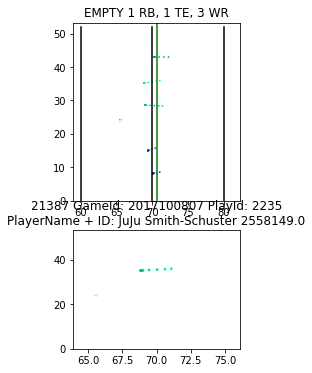 EMPTY 1 RB, 1 TE, 3 WR
50
40
30
20
10
0
60 65 70 75 80
21387 GameId: 2017100807 PlayId: 2235
PlayerName + ID: JuJu Smith-Schuster 2558149.0
40
20
0
65.0 67.5 70.0 72.5 75.0